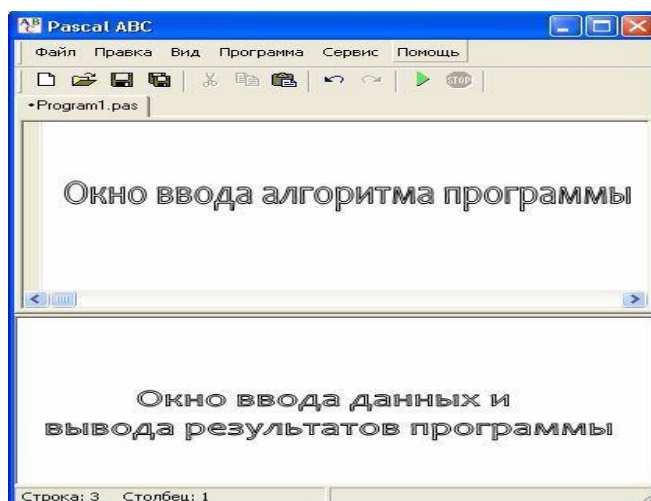 Pascal ABC
Файл Правка Вид Программа Сервис Помощь
STOP
•Program1.pas
Окно ввода алгоритма программы
Окно ввода данных и
вывода результатов программы
Строка: 3 Столбец: 1